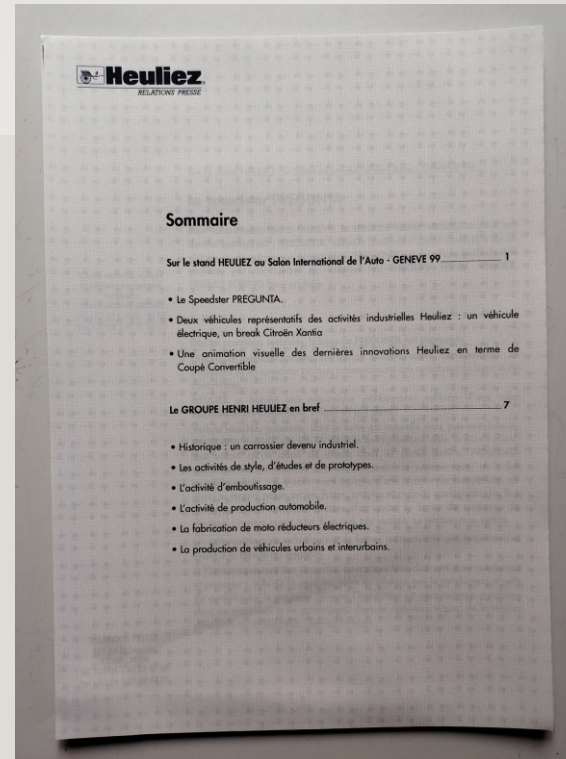 Heuliez
RELATIONS PRESSE
Sommaire
Sur le stand HEULIEZ au Salon International de l'Auto - GENEVE 99 1
• Le Speedster PREGUNTA.
• Deux véhicules représentatifs des activités industrielles Heuliez : un véhicule
électrique, un break Citroën Xantia
• Une animation visuelle des dernières innovations Heuliez en terme de
Coupé Convertible
Le GROUPE HENRI HEULIEZ en bref 7
• Historique : un carrossier devenu industriel.
• Les activités de style, d'études et de prototypes.
• L'activité d'emboutissage.
• L'activité de production automobile.
• La fabrication de moto réducteurs électriques.
• La production de véhicules urbains et interurbains.